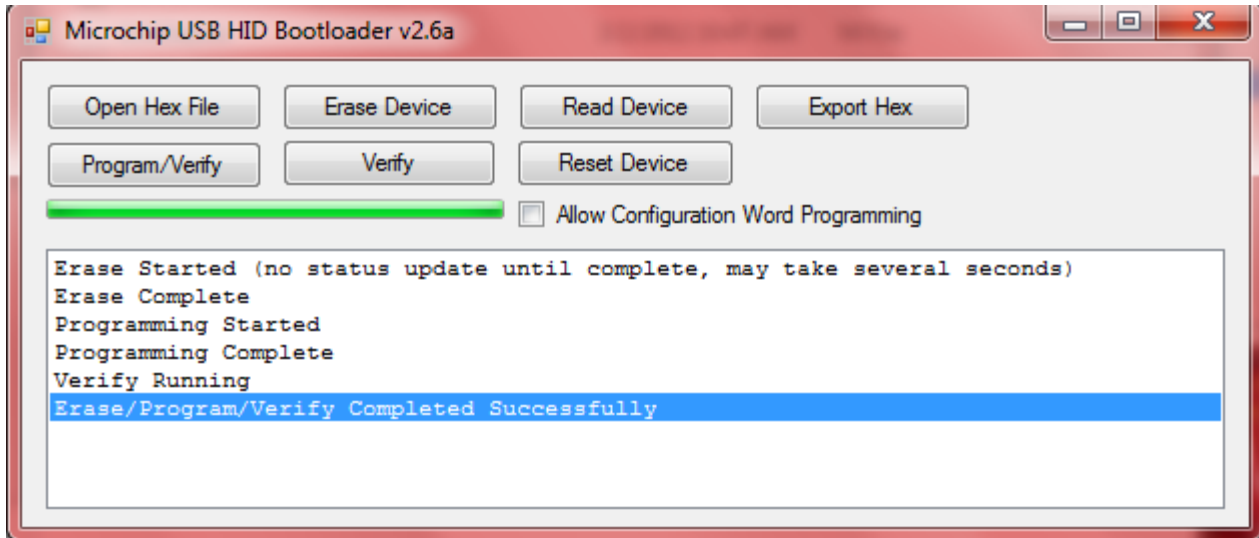 Microchip USB HID Bootloader v2.6a
Open Hex File Erase Device Read Device Export Hex
Program/Verify Verify Reset Device
Allow Configuration Word Programming
Erase Started (no status update until complete, may take several seconds)
Erase Complete
Programming Started
Programming Complete
Verify Running
Erase/Program/Verify Completed Successfully